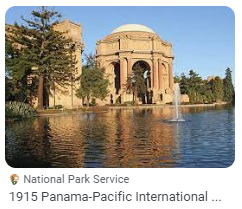 National Park Service
1915 Panama-Pacific International ...